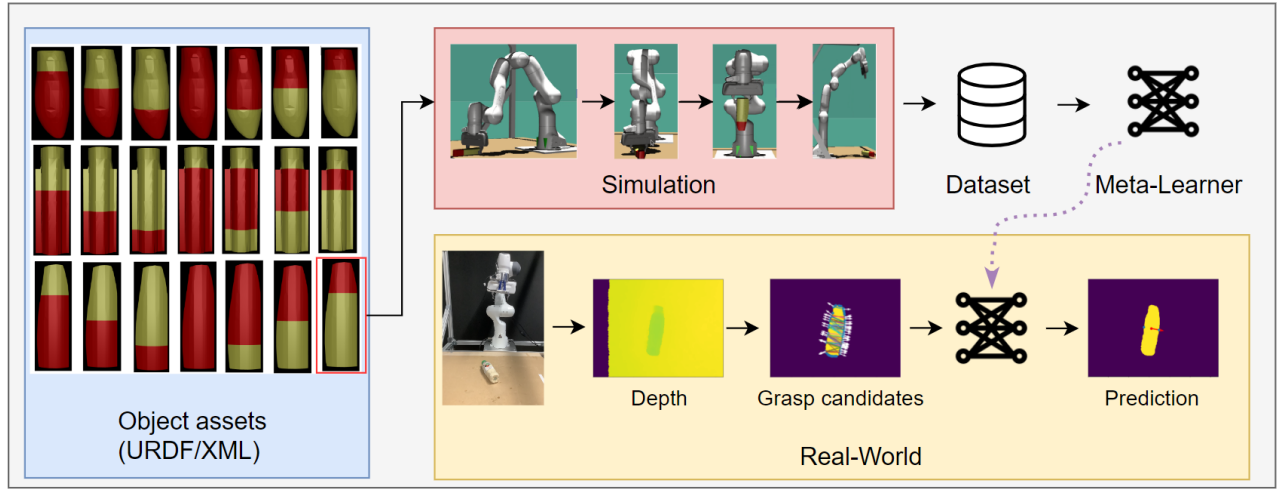 Simulation
Dataset
Meta-Learner
Depth
Grasp candidates
Prediction
Object assets
(URDF/XML)
Real-World